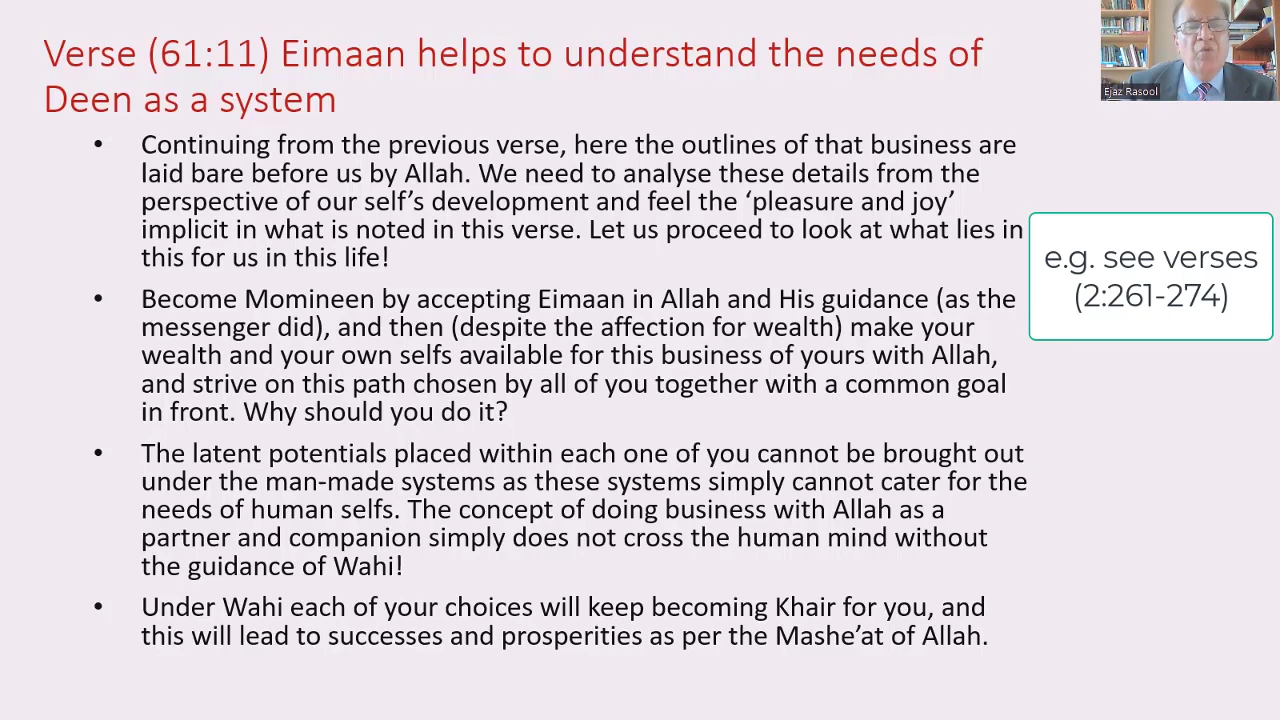 Verse (61:11) Eimaan helps to understand the needs of
Deen as a system
Ejaz Rasool
• Continuing from the previous verse, here the outlines of that business are
laid bare before us by Allah. We need to analyse these details from the
perspective of our self’s development and feel the ‘pleasure and joy’
implicit in what is noted in this verse. Let us proceed to look at what lies in
this for us in this life!
e.g. see verses
(2:261-274)
• Become Momineen by accepting Eimaan in Allah and His guidance (as the
messenger did), and then (despite the affection for wealth) make your
wealth and your own selfs available for this business of yours with Allah,
and strive on this path chosen by all of you together with a common goal
in front. Why should you do it?
• The latent potentials placed within each one of you cannot be brought out
under the man-made systems as these systems simply cannot cater for the
needs of human selfs. The concept of doing business with Allah as a
partner and companion simply does not cross the human mind without
the guidance of Wahi!
• Under Wahi each of your choices will keep becoming Khair for you, and
this will lead to successes and prosperities as per the Mashe’at of Allah.